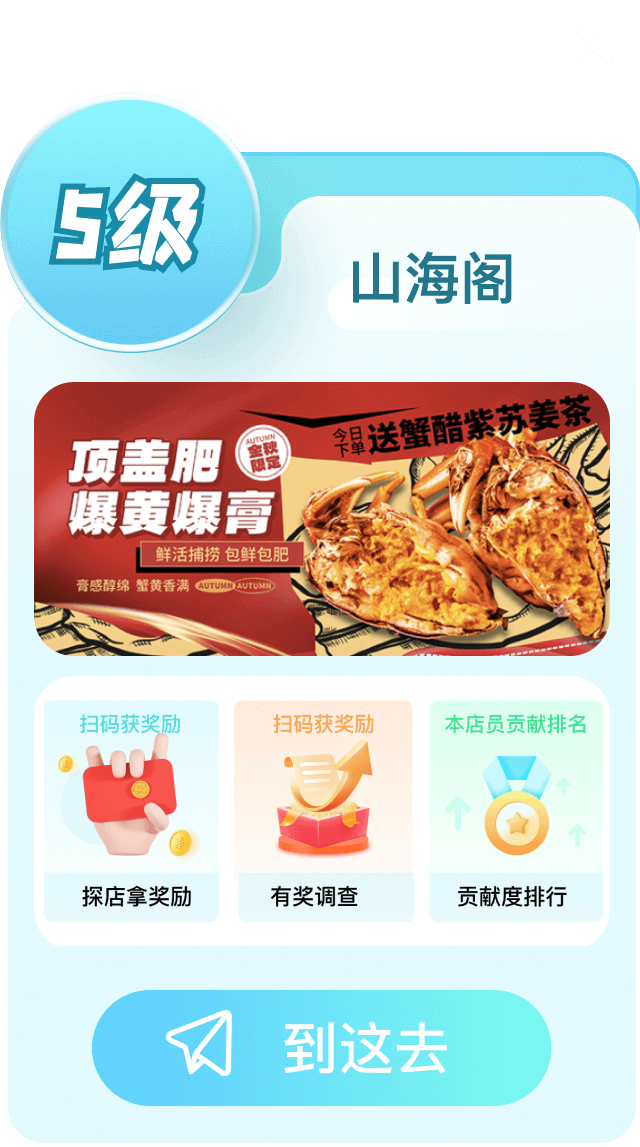 5级
山海阁
今日
下单
送蟹醋紫苏姜茶
顶盖肥
爆黄爆膏
AUTUMN
金秋
限定
鲜活捕捞 包鲜包肥
膏感醇绵 蟹黄香满
AUTUMN AUTUMN
扫码获奖励
扫码获奖励
本店员贡献排名
探店拿奖励
有奖调查
贡献度排行
到这去